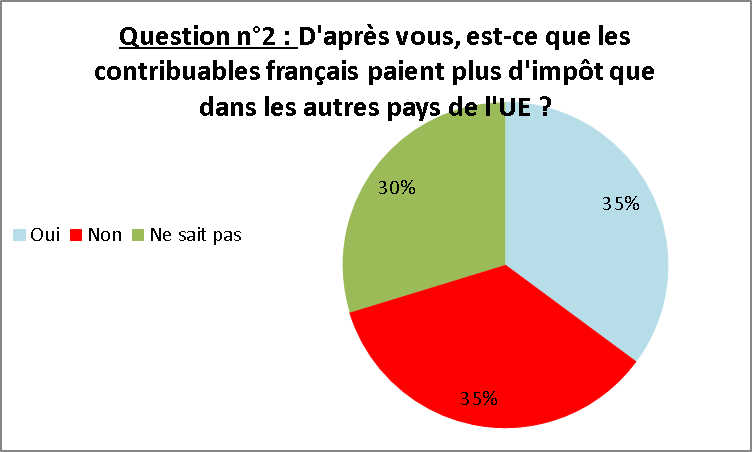 Question n°2 : D'après vous, est-ce que les
contribuables français paient plus d'impôt que
dans les autres pays de l'UE ?
30%
35%
Oui Non Ne sait pas
35%